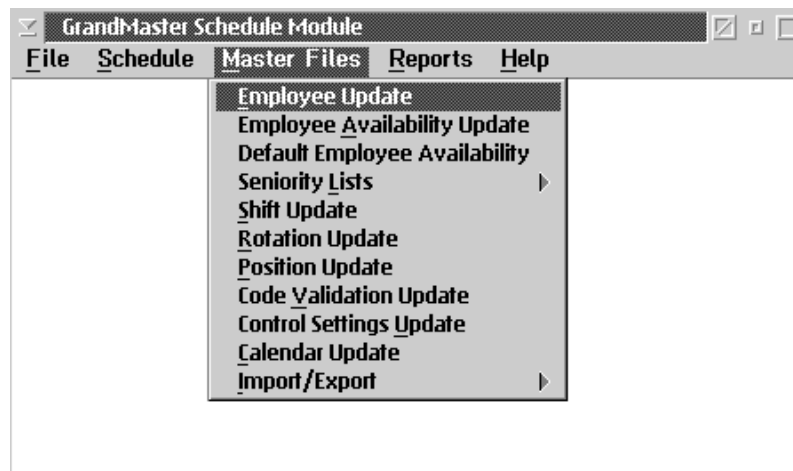 GrandMaster Schedule Module
File Schedule Master Files Reports Help
Employee Update
Employee Availability Update
Default Employee Availability
Seniority Lists
Shift Update
Rotation Update
Position Update
Code Validation Update
Control Settings Update
Calendar Update
Import/Export